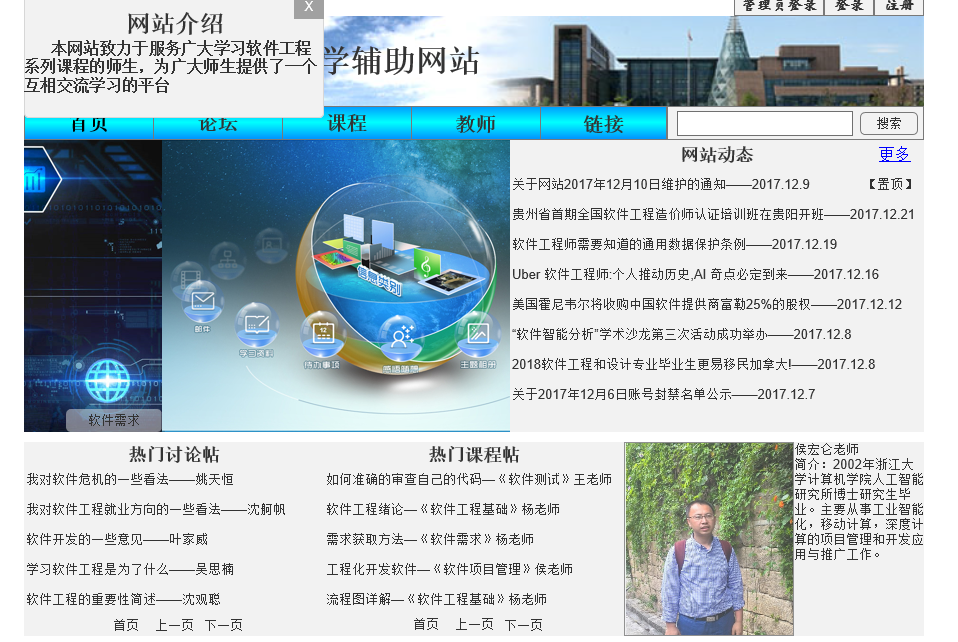 X
管理员登录 登录 注册
网站介绍
本网站致力于服务广大学习软件工程
系列课程的师生，为广大师生提供了一个
互相交流学习的平台
学辅助网站
首页 论坛 课程 教师 链接 搜索
网站动态 更多
关于网站2017年12月10日维护的通知——2017.12.9 【置顶】
贵州省首期全国软件工程造价师认证培训班在贵阳开班——2017.12.21
软件工程师需要知道的通用数据保护条例——2017.12.19
Uber 软件工程师:个人推动历史,AI 奇点必定到来——2017.12.16
美国霍尼韦尔将收购中国软件提供商富勒25%的股权——2017.12.12
“软件智能分析”学术沙龙第三次活动成功举办——2017.12.8
2018软件工程和设计专业毕业生更易移民加拿大!——2017.12.8
关于2017年12月6日账号封禁名单公示——2017.12.7
信息类别
邮件
学习资料
待办事项
主题相册
软件需求
热门讨论帖
我对软件危机的一些看法——姚天恒
我对软件工程就业方向的一些看法——沈舸帆
软件开发的一些意见——叶家威
学习软件工程是为了什么——吴思楠
软件工程的重要性简述——沈观聪
首页 上一页 下一页
热门课程帖
如何准确的审查自己的代码—《软件测试》王老师
软件工程绪论—《软件工程基础》杨老师
需求获取方法—《软件需求》杨老师
工程化开发软件—《软件项目管理》侯老师
流程图详解—《软件工程基础》杨老师
首页 上一页 下一页
侯宏仑老师
简介：2002年浙江大
学计算机学院人工智能
研究所博士研究生毕
业。主要从事工业智能
化，移动计算，深度计
算的项目管理和开发应
用与推广工作。